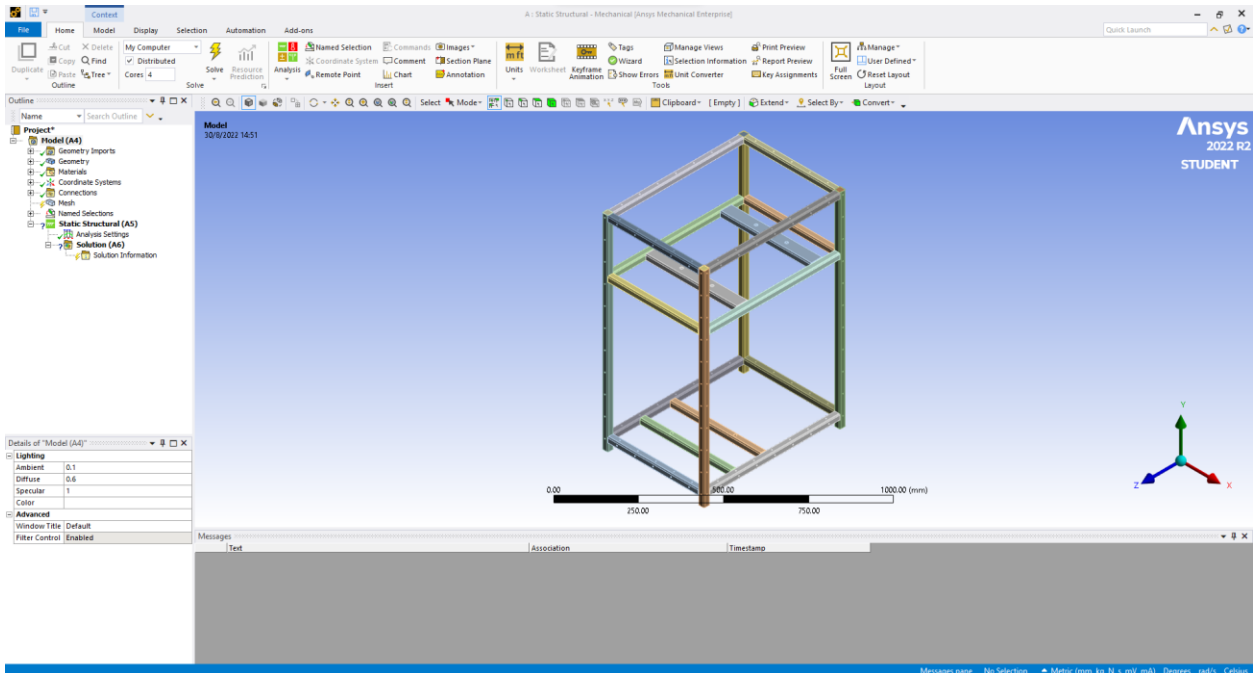 Context
A : Static Structural - Mechanical [Ansys Mechanical Enterprise]
File Home Model Display Selection Automation Add-ons
Quick Launch
Duplicate
Cut
Copy
Paste
Delete
Find
Tree
Outline
My Computer
Distributed
Cores 4
Solve
Resource Prediction
Solve
Analysis
Named Selection
Coordinate System
Remote Point
Commands
Comment
Chart
Images
Section Plane
Annotation
Insert
mft
Units
Worksheet
Keyframe Animation
Tags
Wizard
Show Errors
Manage Views
Selection Information
Unit Converter
Print Preview
Report Preview
Key Assignments
Tools
Full Screen
Manage
User Defined
Reset Layout
Layout
Outline
Select Mode Clipboard [ Empty ] Extend Select By Convert
Name Search Outline
Project*
Model (A4)
Geometry Imports
Geometry
Materials
Coordinate Systems
Connections
Mesh
Named Selections
Static Structural (A5)
Analysis Settings
Solution (A6)
Solution Information
Model
30/8/2022 14:51
Ansys
2022 R2
STUDENT
0.00 500.00 1000.00 (mm)
250.00 750.00
Y
Z
X
Details of "Model (A4)"
Lighting
Ambient 0.1
Diffuse 0.6
Specular 1
Color
Advanced
Window Title Default
Filter Control Enabled
Messages
Text Association Timestamp
Messages pane No Selection Metric (mm, kg, N, s, mV, mA) Degrees rad/s Celsius